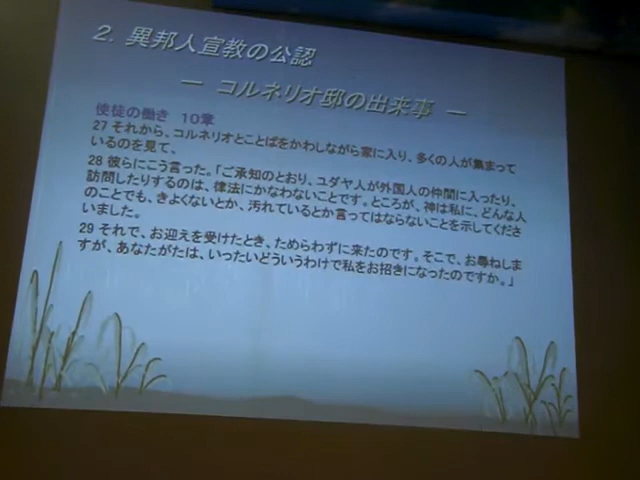 2. 異邦人宣教の公認
ー コルネリオ邸の出来事 ー
使徒の働き 10章
27 それから、コルネリオとことばをかわしながら家に入り、多くの人が集まって
いるのを見て、
28 彼らにこう言った。「ご承知のとおり、ユダヤ人が外国人の仲間に入ったり、
訪問したりするのは、律法にかなわないことです。ところが、神は私に、どんな人
のことでも、きよくないとか、汚れているとか言ってはならないことを示してくださ
いました。
29 それで、お迎えを受けたとき、ためらわずに来たのです。そこで、お尋ねしま
すが、あなたがたは、いったいどういうわけで私をお招きになったのですか。」